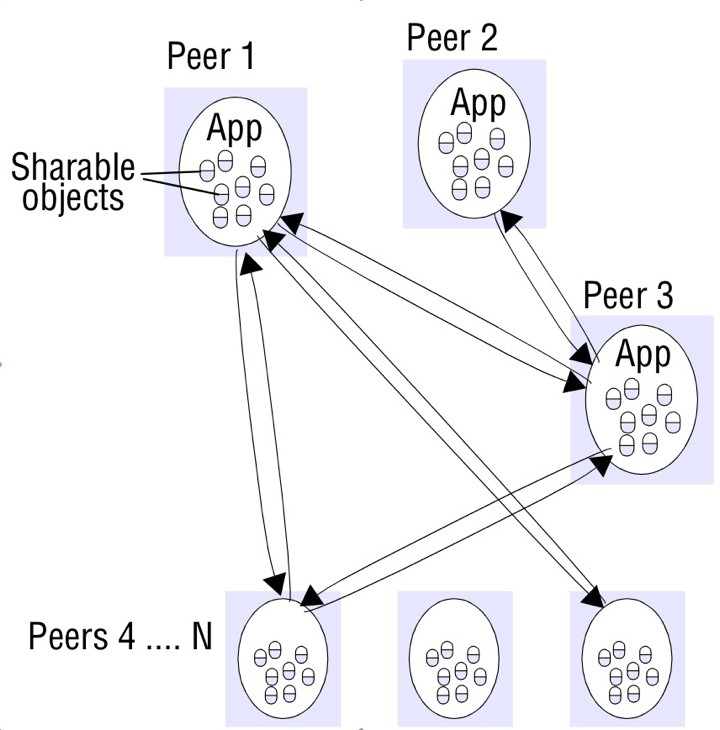 Peer 1
Peer 2
App
App
Sharable
objects
Peer 3
App
Peers 4 .... N